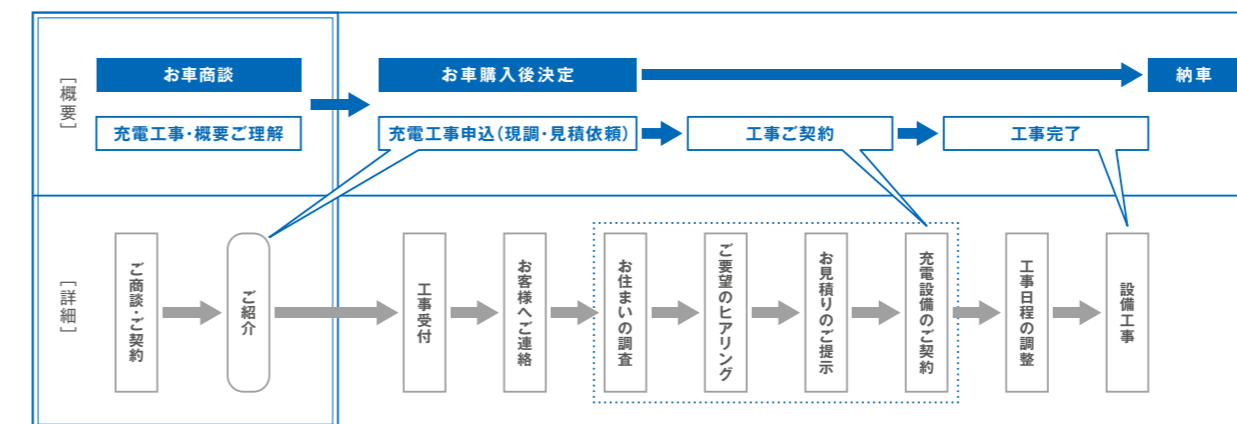 ［概要］
お車商談
お車購入後決定
納車
充電工事・概要ご理解
充電工事申込(現調・見積依頼)
工事ご契約
工事完了
［詳細］
ご商談・ご契約
ご紹介
工事受付
お客様へご連絡
お住まいの調査
ご要望のヒアリング
お見積りのご提示
充電設備のご契約
工事日程の調整
設備工事